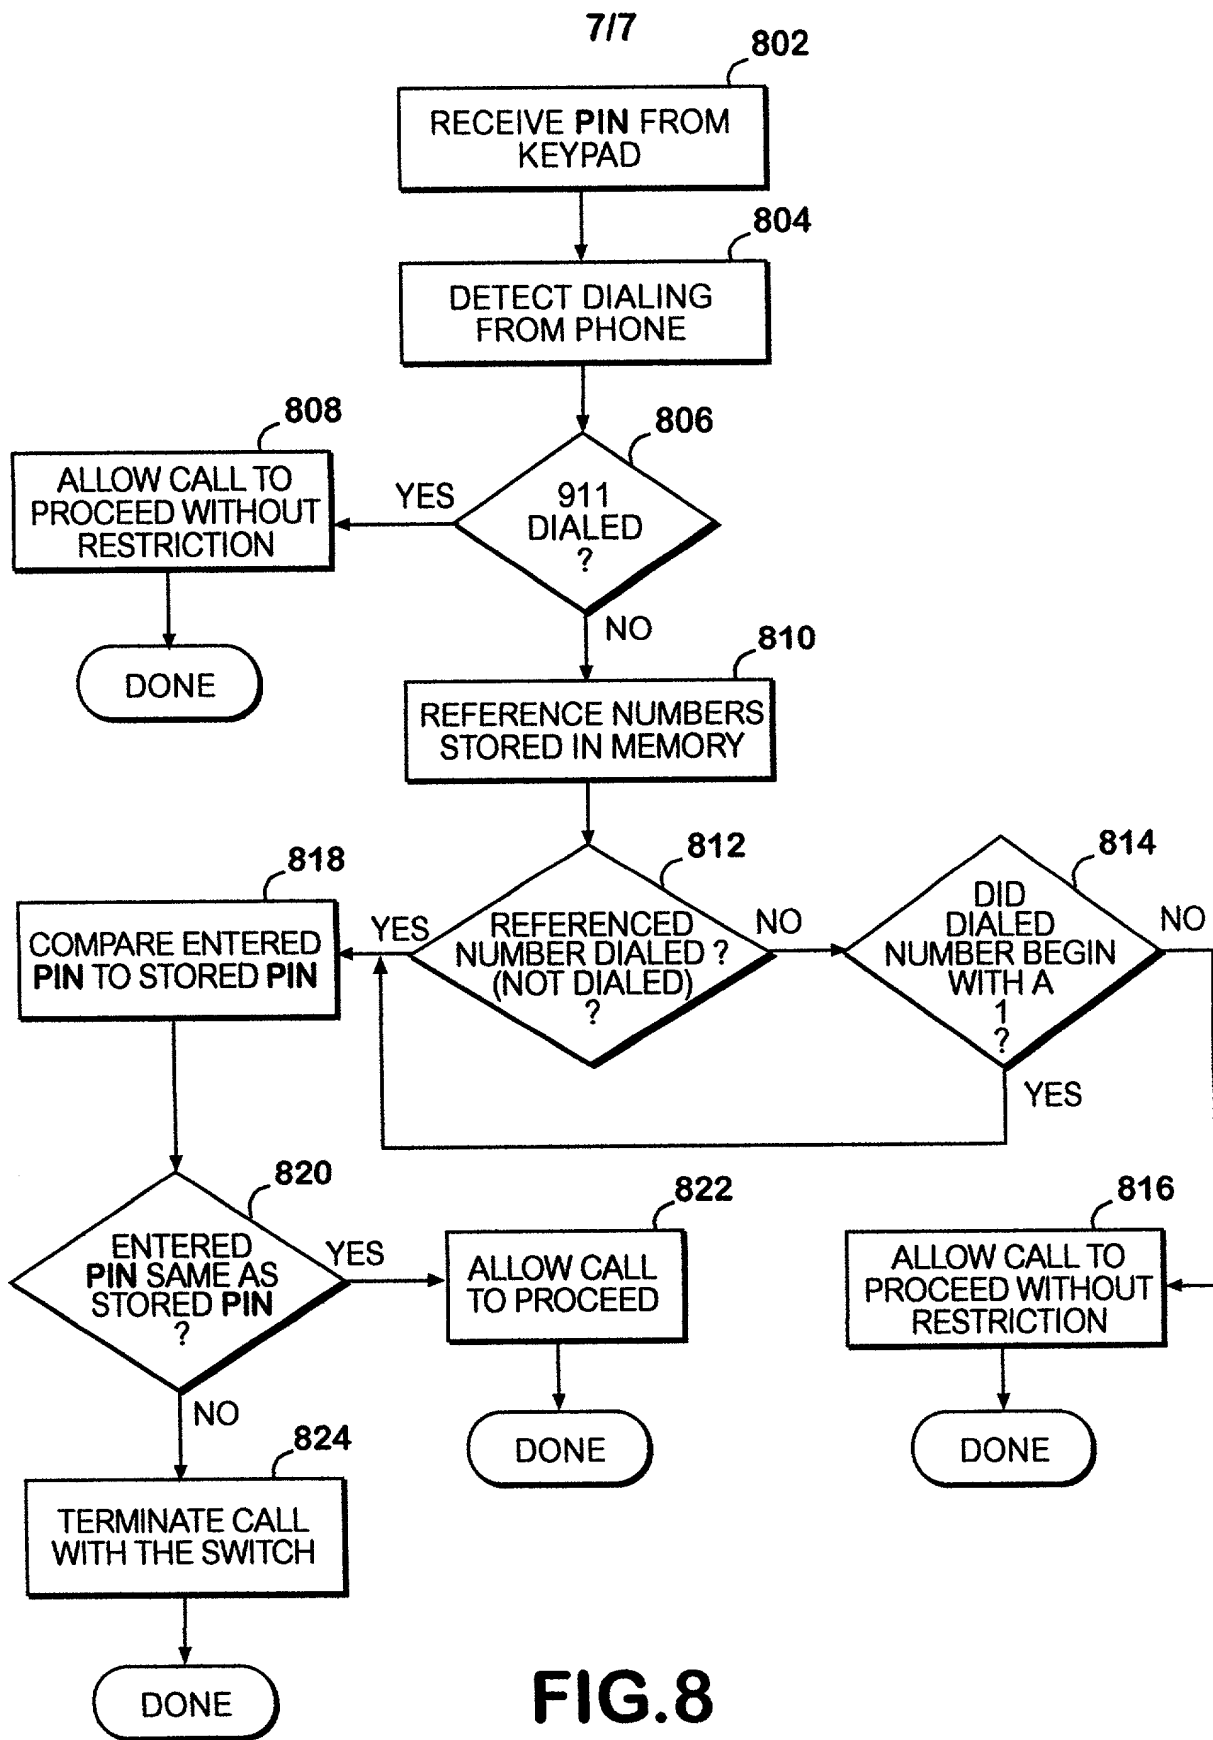 7/7
802
RECEIVE PIN FROM
KEYPAD
804
DETECT DIALING
FROM PHONE
806
911
DIALED
?
YES
808
ALLOW CALL TO
PROCEED WITHOUT
RESTRICTION
DONE
NO
810
REFERENCE NUMBERS
STORED IN MEMORY
812
REFERENCED
NUMBER DIALED ?
(NOT DIALED)
?
YES
NO
814
DID
DIALED
NUMBER BEGIN
WITH A
1
?
NO
YES
818
COMPARE ENTERED
PIN TO STORED PIN
820
ENTERED
PIN SAME AS
STORED PIN
?
YES
822
ALLOW CALL
TO PROCEED
DONE
816
ALLOW CALL TO
PROCEED WITHOUT
RESTRICTION
DONE
NO
824
TERMINATE CALL
WITH THE SWITCH
DONE
FIG.8